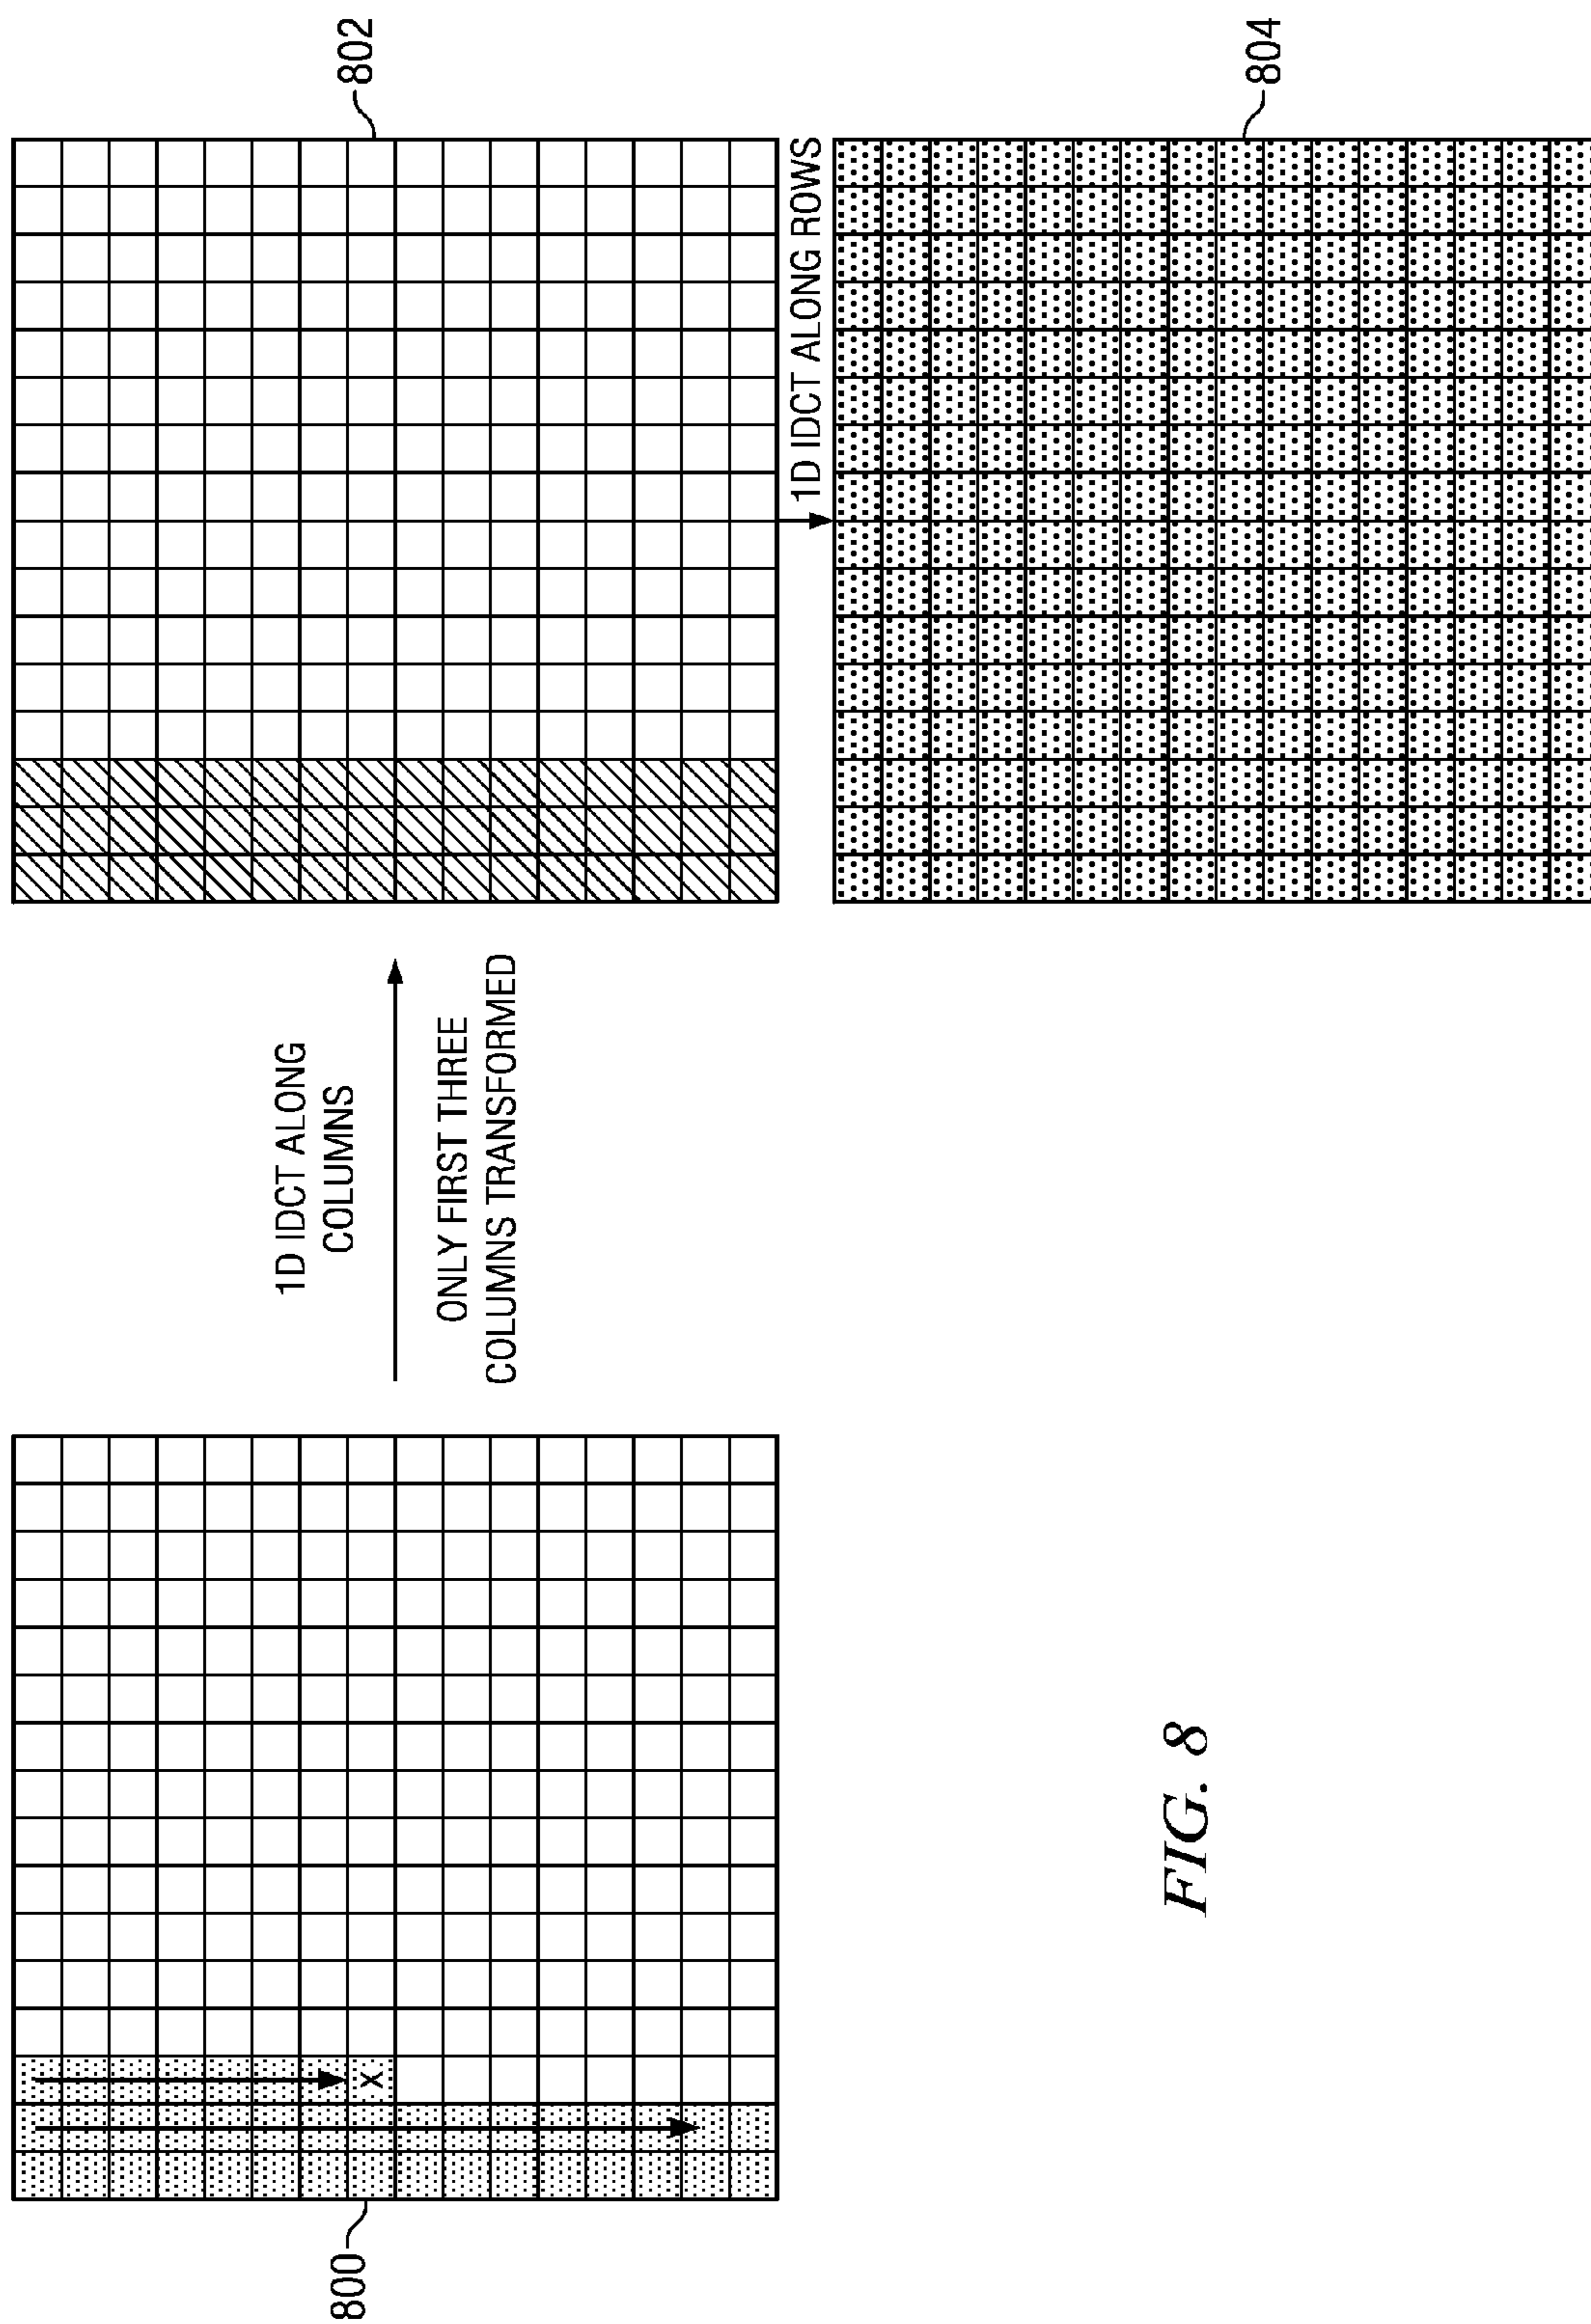 800
X
1D IDCT ALONG
COLUMNS
ONLY FIRST THREE
COLUMNS TRANSFORMED
802
1D IDCT ALONG ROWS
804
FIG. 8